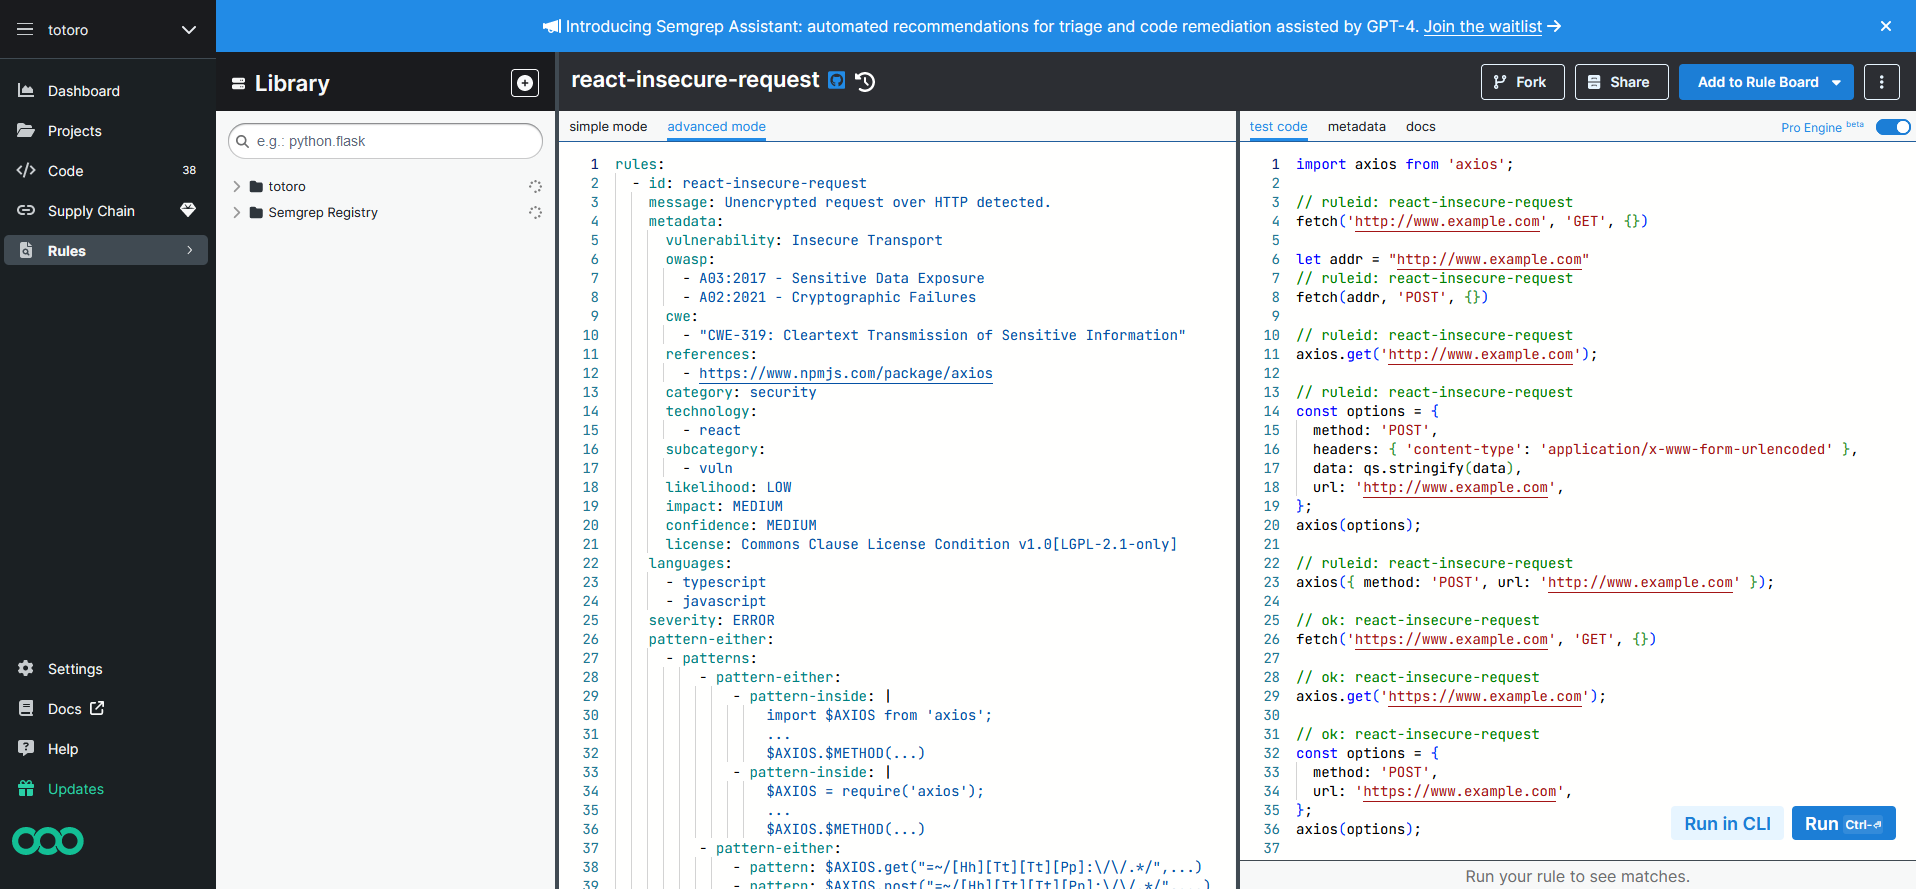 totoro
Introducing Semgrep Assistant: automated recommendations for triage and code remediation assisted by GPT-4. Join the waitlist
Dashboard
Projects
Code 38
Supply Chain
Rules
Settings
Docs
Help
Updates
Library
e.g.: python.flask
totoro
Semgrep Registry
react-insecure-request
Fork
Share
Add to Rule Board
simple mode advanced mode
1 rules:
2 - id: react-insecure-request
3 message: Unencrypted request over HTTP detected.
4 metadata:
5 vulnerability: Insecure Transport
6 owasp:
7 - A03:2017 - Sensitive Data Exposure
8 - A02:2021 - Cryptographic Failures
9 cwe:
10 - "CWE-319: Cleartext Transmission of Sensitive Information"
11 references:
12 - https://www.npmjs.com/package/axios
13 category: security
14 technology:
15 - react
16 subcategory:
17 - vuln
18 likelihood: LOW
19 impact: MEDIUM
20 confidence: MEDIUM
21 license: Commons Clause License Condition v1.0[LGPL-2.1-only]
22 languages:
23 - typescript
24 - javascript
25 severity: ERROR
26 pattern-either:
27 - patterns:
28 - pattern-either:
29 - pattern-inside: |
30 import $AXIOS from 'axios';
31 ...
32 $AXIOS.$METHOD(...)
33 - pattern-inside: |
34 $AXIOS = require('axios');
35 ...
36 $AXIOS.$METHOD(...)
37 - pattern-either:
38 - pattern: $AXIOS.get("=~/[Hh][Tt][Tt][Pp]:\/\/.*/",...)
39 - pattern: $AXIOS.post("=~/[Hh][Tt][Tt][Pp]:\/\/.*/",...)
test code metadata docs
Pro Engine beta
1 import axios from 'axios';
2
3 // ruleid: react-insecure-request
4 fetch('http://www.example.com', 'GET', {})
5
6 let addr = "http://www.example.com"
7 // ruleid: react-insecure-request
8 fetch(addr, 'POST', {})
9
10 // ruleid: react-insecure-request
11 axios.get('http://www.example.com');
12
13 // ruleid: react-insecure-request
14 const options = {
15 method: 'POST',
16 headers: { 'content-type': 'application/x-www-form-urlencoded' },
17 data: qs.stringify(data),
18 url: 'http://www.example.com',
19 };
20 axios(options);
21
22 // ruleid: react-insecure-request
23 axios({ method: 'POST', url: 'http://www.example.com' });
24
25 // ok: react-insecure-request
26 fetch('https://www.example.com', 'GET', {})
27
28 // ok: react-insecure-request
29 axios.get('https://www.example.com');
30
31 // ok: react-insecure-request
32 const options = {
33 method: 'POST',
34 url: 'https://www.example.com',
35 };
36 axios(options);
37
Run in CLI
Run Ctrl-⏎
Run your rule to see matches.